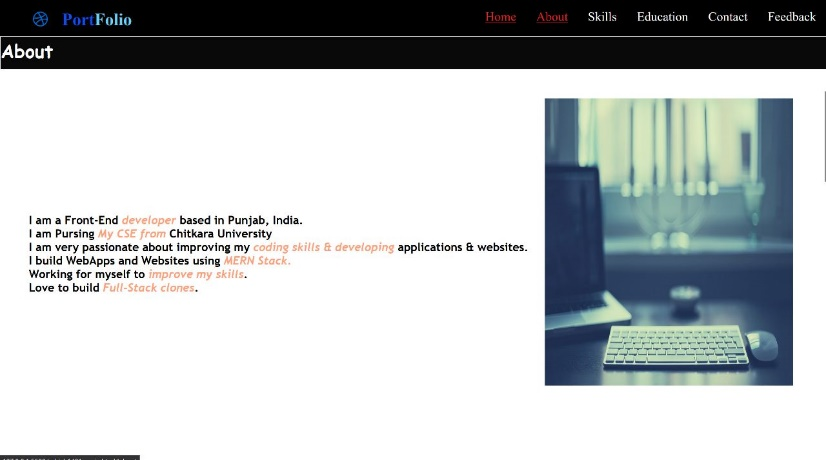 PortFolio
Home About Skills Education Contact Feedback
About
I am a Front-End developer based in Punjab, India.
I am Pursing My CSE from Chitkara University
I am very passionate about improving my coding skills & developing applications & websites.
I build WebApps and Websites using MERN Stack.
Working for myself to improve my skills.
Love to build Full-Stack clones.